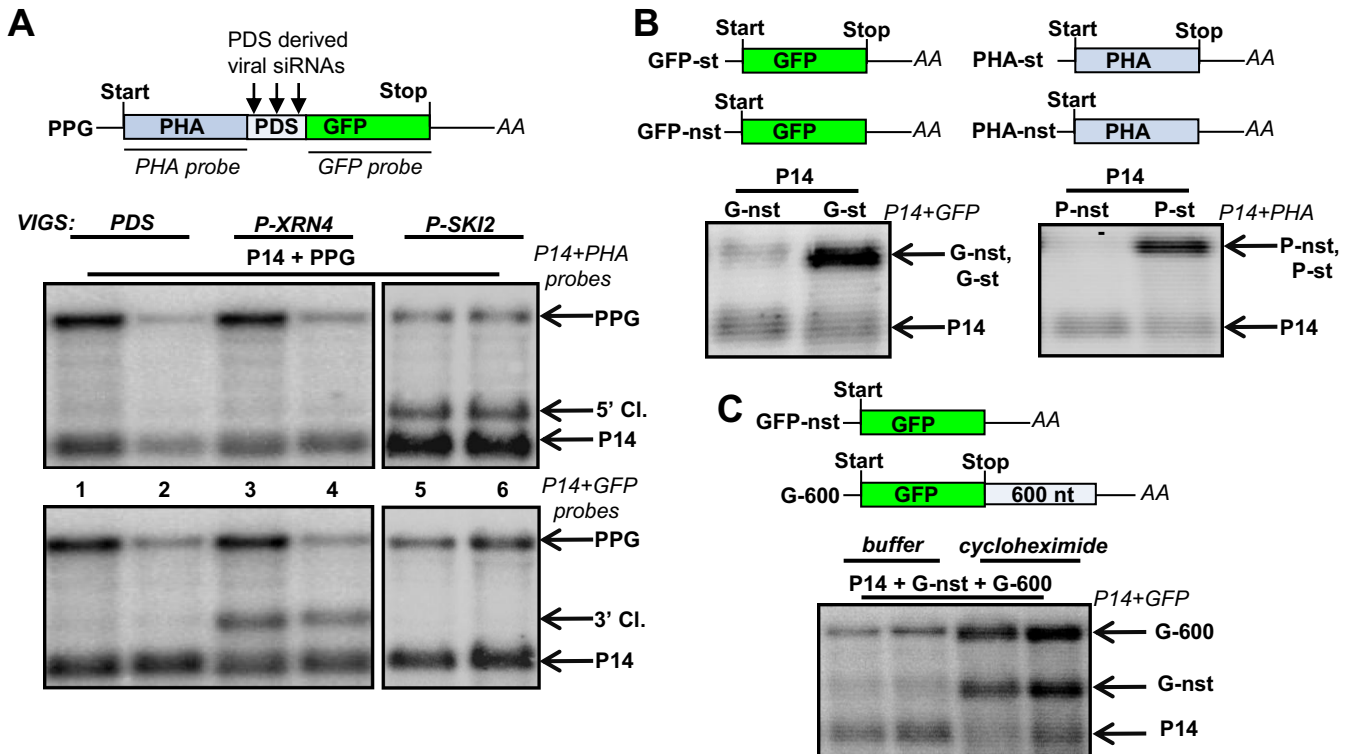 A
PDS derived
viral siRNAs
Start
Stop
PPG
PHA
PDS
GFP
AA
PHA probe
GFP probe
VIGS:
PDS
P-XRN4
P-SKI2
P14 + PPG
P14+PHA
probes
PPG
5' Cl.
P14
1 2 3 4 5 6
P14+GFP
probes
PPG
3' Cl.
P14
B
Start
Stop
GFP-st
GFP
AA
Start
GFP-nst
GFP
AA
Start
Stop
PHA-st
PHA
AA
Start
PHA-nst
PHA
AA
P14
G-nst
G-st
P14+GFP
G-nst,
G-st
P14
P14
P-nst
P-st
P14+PHA
P-nst,
P-st
P14
C
Start
GFP-nst
GFP
AA
Start
Stop
G-600
GFP
600 nt
AA
buffer
cycloheximide
P14 + G-nst + G-600
P14+GFP
G-600
G-nst
P14